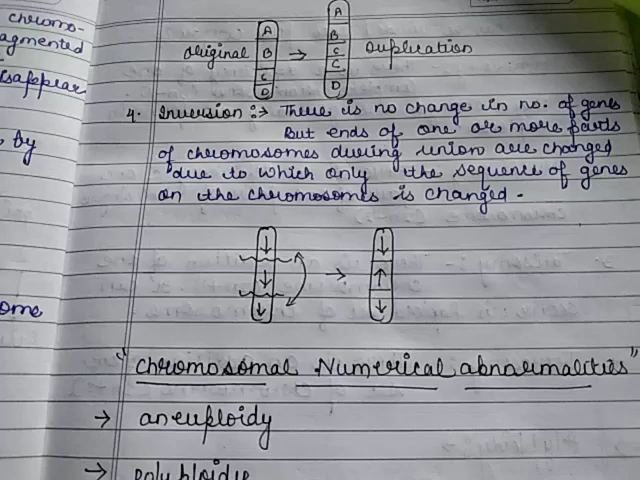 chromo-
agmented
isappear
by
ome
A
B
C
D
original → 
A
B
C
C
D
Duplication
4. Inversion :→ There is no change in no. of genes
But ends of one are more parts
of chromosomes during union are changed
due to which only the sequence of genes
on the chromosomes is changed.
"Chromosomal Numerical abnormalities"
→ aneuploidy
→ polyploidy